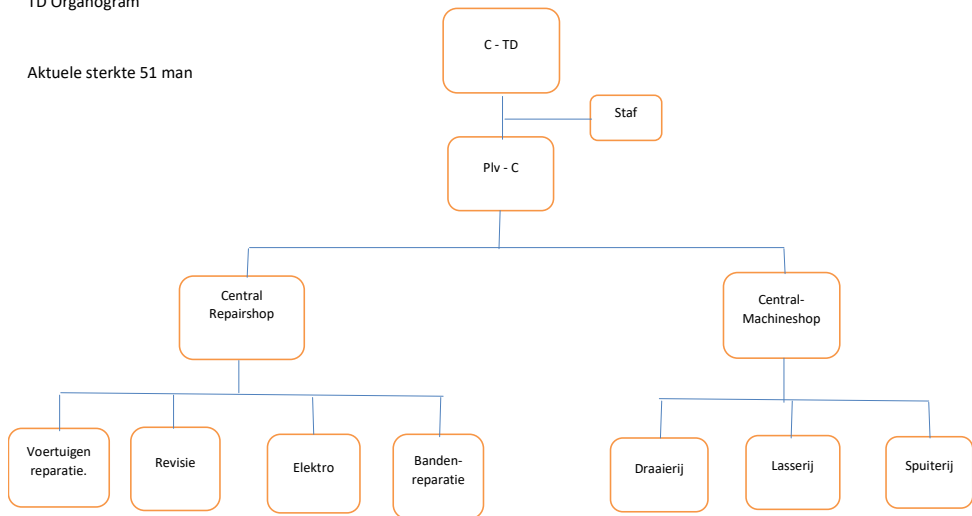 TD Organogram
Aktuele sterkte 51 man
C - TD
Staf
Plv - C
Central
Repairshop
Central-
Machineshop
Voertuigen
reparatie.
Revisie
Elektro
Banden-
reparatie
Draaierij
Lasserij
Spuiterij